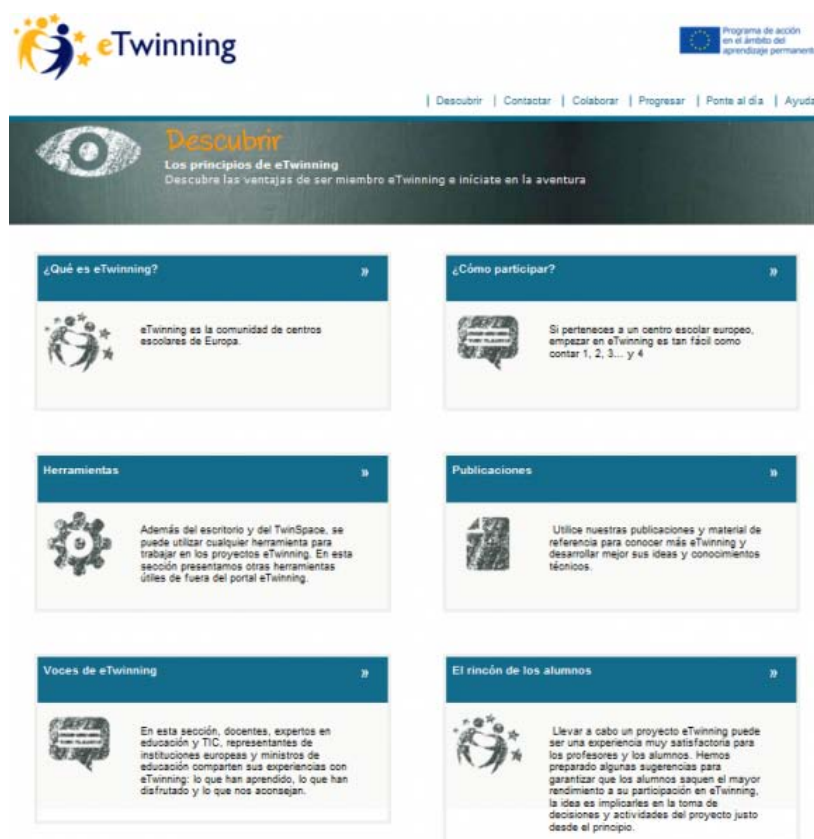 eTwinning
Programa de acción
en el ámbito del
aprendizaje permanente
| Descubrir | Contactar | Colaborar | Progresar | Ponte al día | Ayuda
Descubrir
Los principios de eTwinning
Descubre las ventajas de ser miembro eTwinning e iníciate en la aventura
¿Qué es eTwinning? »
eTwinning es la comunidad de centros
escolares de Europa.
¿Cómo participar? »
Si perteneces a un centro escolar europeo,
empezar en eTwinning es tan fácil como
contar 1, 2, 3... y 4
Herramientas »
Además del escritorio y del TwinSpace, se
puede utilizar cualquier herramienta para
trabajar en los proyectos eTwinning. En esta
sección presentamos otras herramientas
útiles de fuera del portal eTwinning.
Publicaciones »
Utilice nuestras publicaciones y material de
referencia para conocer más eTwinning y
desarrollar mejor sus ideas y conocimientos
técnicos.
Voces de eTwinning »
En esta sección, docentes, expertos en
educación y TIC, representantes de
instituciones europeas y ministros de
educación comparten sus experiencias con
eTwinning: lo que han aprendido, lo que han
disfrutado y lo que nos aconsejan.
El rincón de los alumnos »
Llevar a cabo un proyecto eTwinning puede
ser una experiencia muy satisfactoria para
los profesores y los alumnos. Hemos
preparado algunas sugerencias para
garantizar que los alumnos saquen el mayor
rendimiento a su participación en eTwinning,
la idea es implicarles en la toma de
decisiones y actividades del proyecto justo
desde el principio.